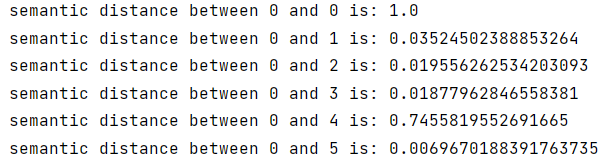 semantic distance between 0 and 0 is: 1.0
semantic distance between 0 and 1 is: 0.03524502388853264
semantic distance between 0 and 2 is: 0.019556262534203093
semantic distance between 0 and 3 is: 0.01877962846558381
semantic distance between 0 and 4 is: 0.7455819552691665
semantic distance between 0 and 5 is: 0.0069670188391763735